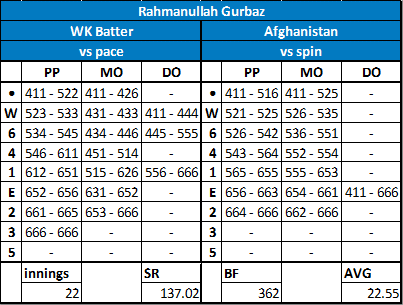 Rahmanullah Gurbaz
WK Batter Afghanistan
vs pace vs spin
PP MO DO PP MO DO
• 411 - 522 411 - 426 - • 411 - 516 411 - 525 -
W 523 - 533 431 - 433 411 - 444 W 521 - 525 526 - 535 -
6 534 - 545 434 - 446 445 - 555 6 526 - 542 536 - 551 -
4 546 - 611 451 - 514 - 4 543 - 564 552 - 554 -
1 612 - 651 515 - 626 556 - 666 1 565 - 655 555 - 653 -
E 652 - 656 631 - 652 - E 656 - 663 654 - 661 411 - 666
2 661 - 665 653 - 666 - 2 664 - 666 662 - 666 -
3 666 - 666 - - 3 - - -
5 - - - 5 - - -
innings SR BF AVG
22 137.02 362 22.55